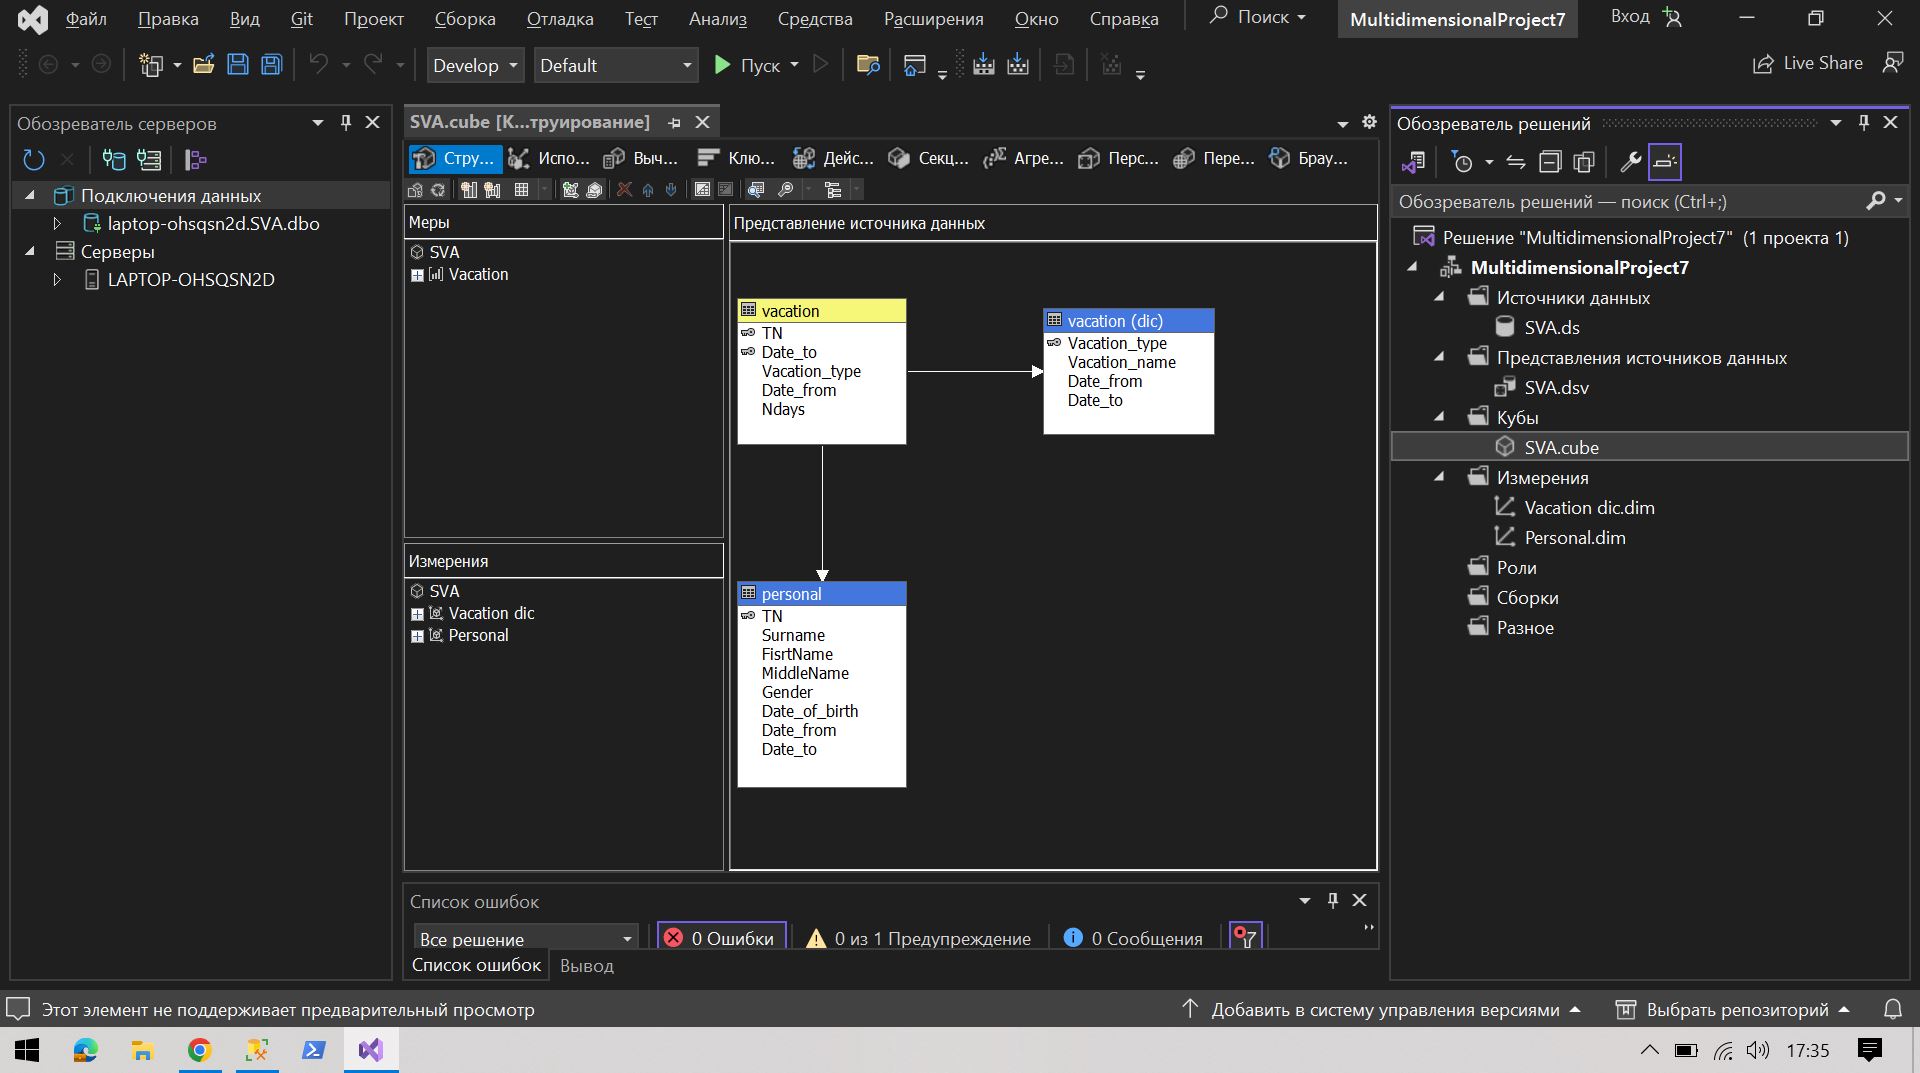 Файл Правка Вид Git Проект Сборка Отладка Тест Анализ Средства Расширения Окно Справка Поиск MultidimensionalProject7 Вход
Develop Default Пуск Live Share
Обозреватель серверов
Подключения данных
laptop-ohsqsn2d.SVA.dbo
Серверы
LAPTOP-OHSQSN2D
SVA.cube [К...труирование]
Стру... Испо... Выч... Клю... Дейс... Секц... Агре... Перс... Пере... Брау...
Меры
SVA
Vacation
Измерения
SVA
Vacation dic
Personal
Представление источника данных
vacation
TN
Date_to
Vacation_type
Date_from
Ndays
vacation (dic)
Vacation_type
Vacation_name
Date_from
Date_to
personal
TN
Surname
FisrtName
MiddleName
Gender
Date_of_birth
Date_from
Date_to
Список ошибок
Все решение 0 Ошибки 0 из 1 Предупреждение 0 Сообщения
Список ошибок Вывод
Обозреватель решений
Обозреватель решений — поиск (Ctrl+;)
Решение "MultidimensionalProject7" (1 проекта 1)
MultidimensionalProject7
Источники данных
SVA.ds
Представления источников данных
SVA.dsv
Кубы
SVA.cube
Измерения
Vacation dic.dim
Personal.dim
Роли
Сборки
Разное
Этот элемент не поддерживает предварительный просмотр Добавить в систему управления версиями Выбрать репозиторий
17:35